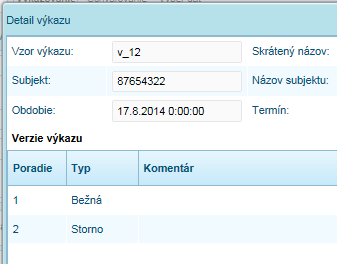 Detail výkazu
Vzor výkazu: v_12 Skrátený názov:
Subjekt: 87654322 Názov subjektu:
Obdobie: 17.8.2014 0:00:00 Termín:
Verzie výkazu
Poradie Typ Komentár
1 Bežná
2 Storno